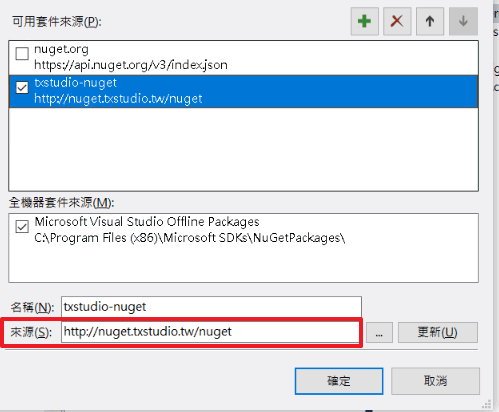 可用套件來源(P):
nuget.org
https://api.nuget.org/v3/index.json
txstudio-nuget
http://nuget.txstudio.tw/nuget
全機器套件來源(M):
Microsoft Visual Studio Offline Packages
C:\Program Files (x86)\Microsoft SDKs\NuGetPackages\
名稱(N): txstudio-nuget
來源(S): http://nuget.txstudio.tw/nuget ... 更新(U)
確定 取消